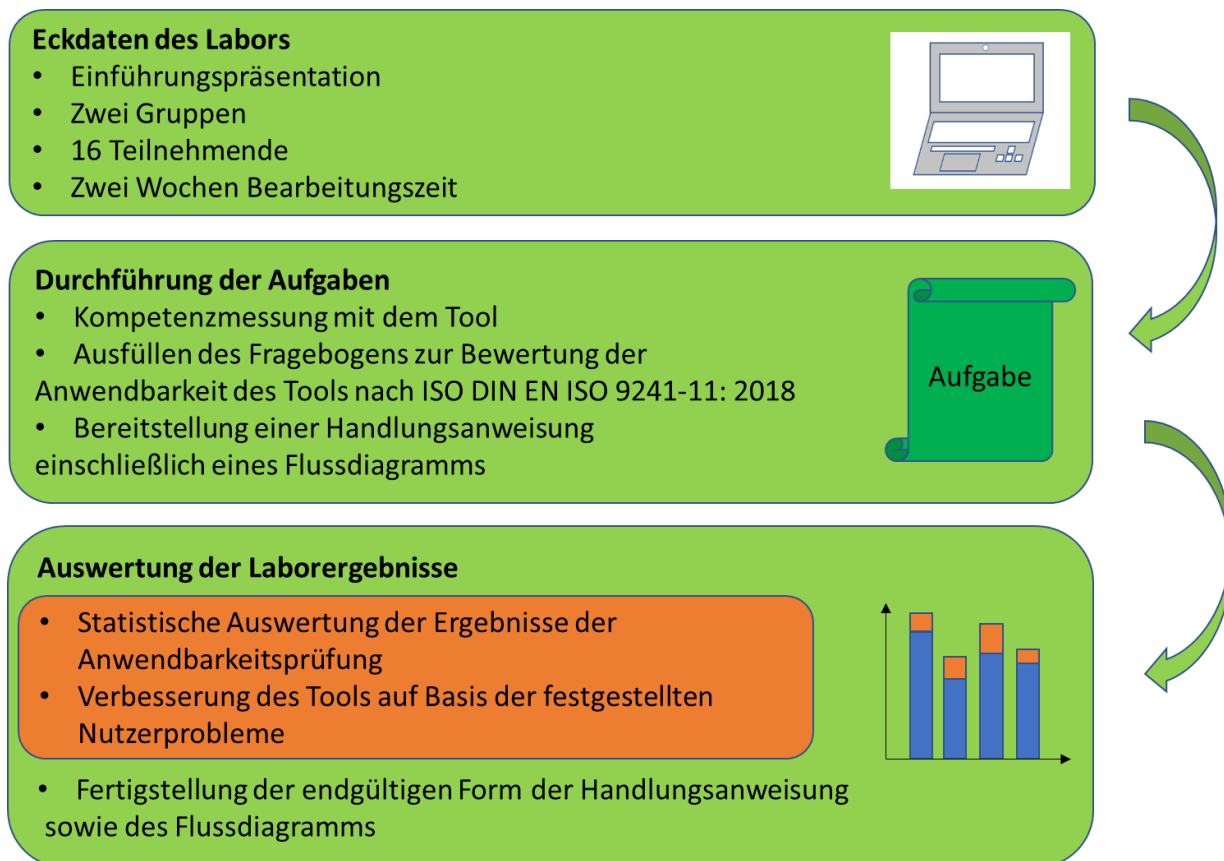 Eckdaten des Labors
• Einführungspräsentation
• Zwei Gruppen
• 16 Teilnehmende
• Zwei Wochen Bearbeitungszeit
Durchführung der Aufgaben
• Kompetenzmessung mit dem Tool
• Ausfüllen des Fragebogens zur Bewertung der
Anwendbarkeit des Tools nach ISO DIN EN ISO 9241-11: 2018
• Bereitstellung einer Handlungsanweisung
einschließlich eines Flussdiagramms
Aufgabe
Auswertung der Laborergebnisse
• Statistische Auswertung der Ergebnisse der
Anwendbarkeitsprüfung
• Verbesserung des Tools auf Basis der festgestellten
Nutzerprobleme
• Fertigstellung der endgültigen Form der Handlungsanweisung
sowie des Flussdiagramms